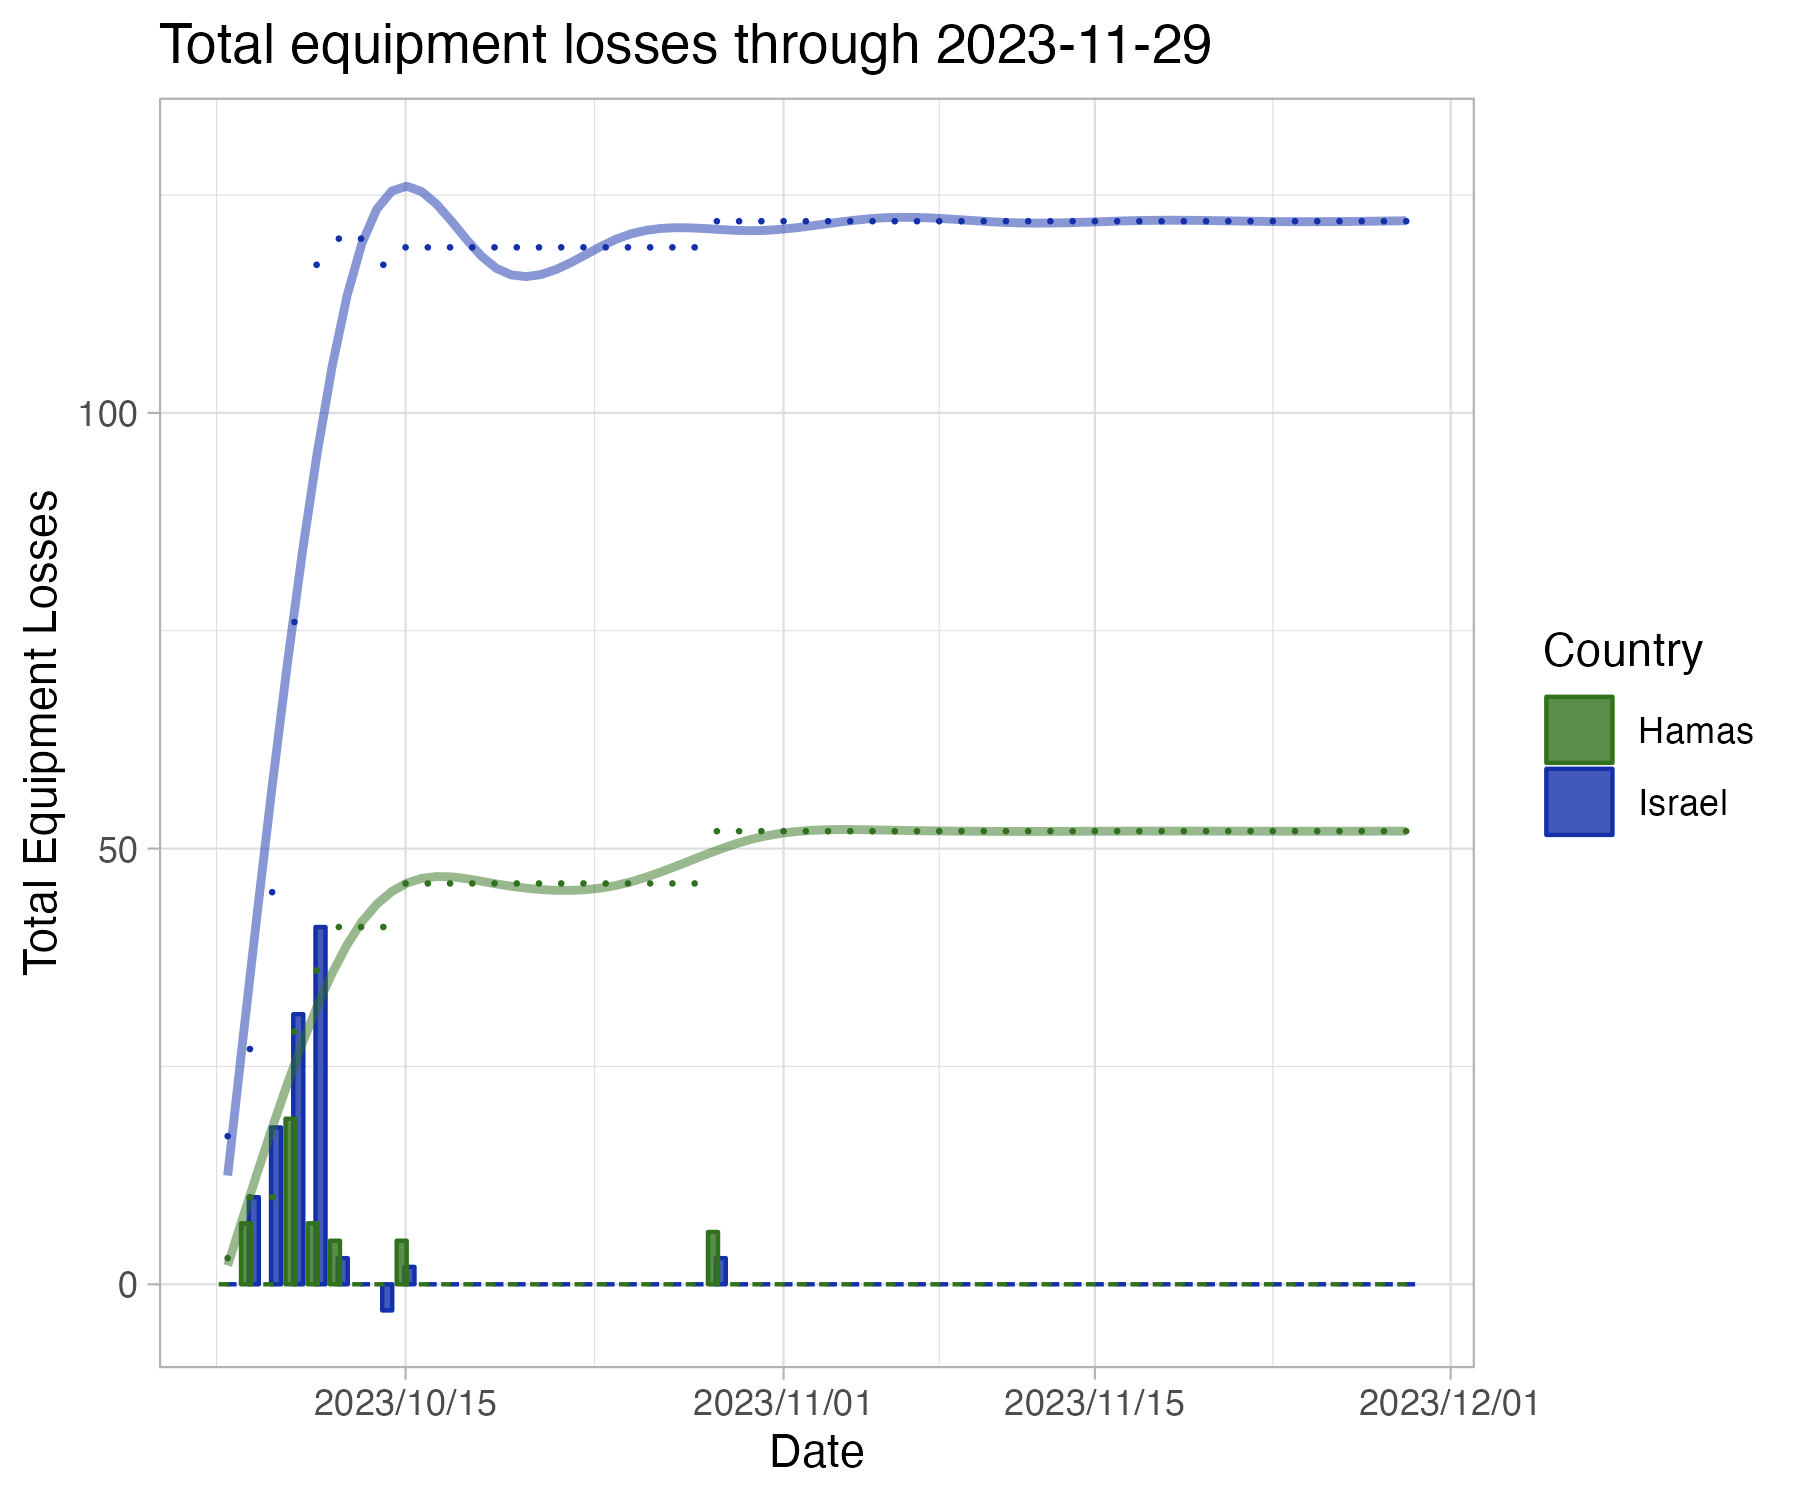 Total equipment losses through 2023-11-29
Total Equipment Losses
100
50
0
2023/10/15
2023/11/01
2023/11/15
2023/12/01
Date
Country
Hamas
Israel